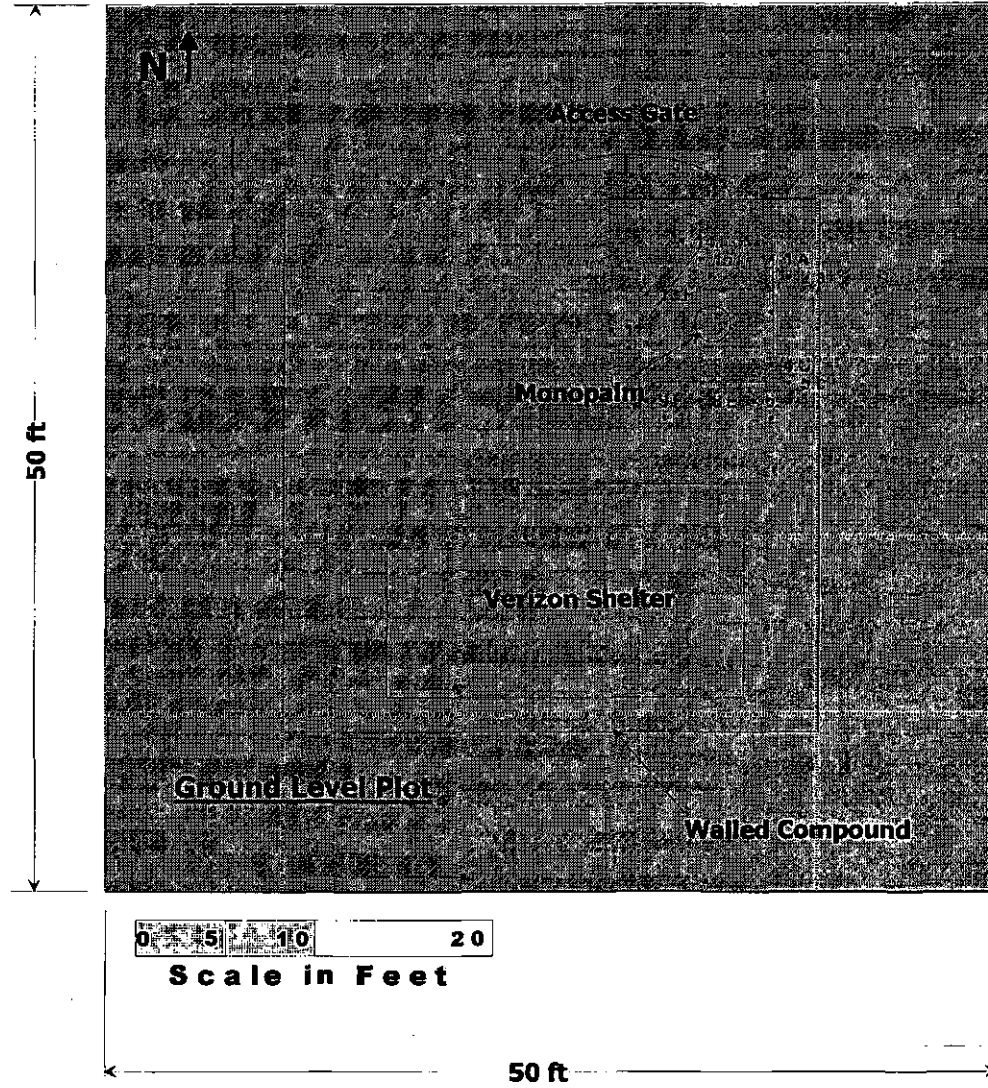 N
Access Gate
50 ft
Monopalm
Verizon Shelter
Ground Level Plot
Walled Compound
0 5 10 20
Scale in Feet
50 ft